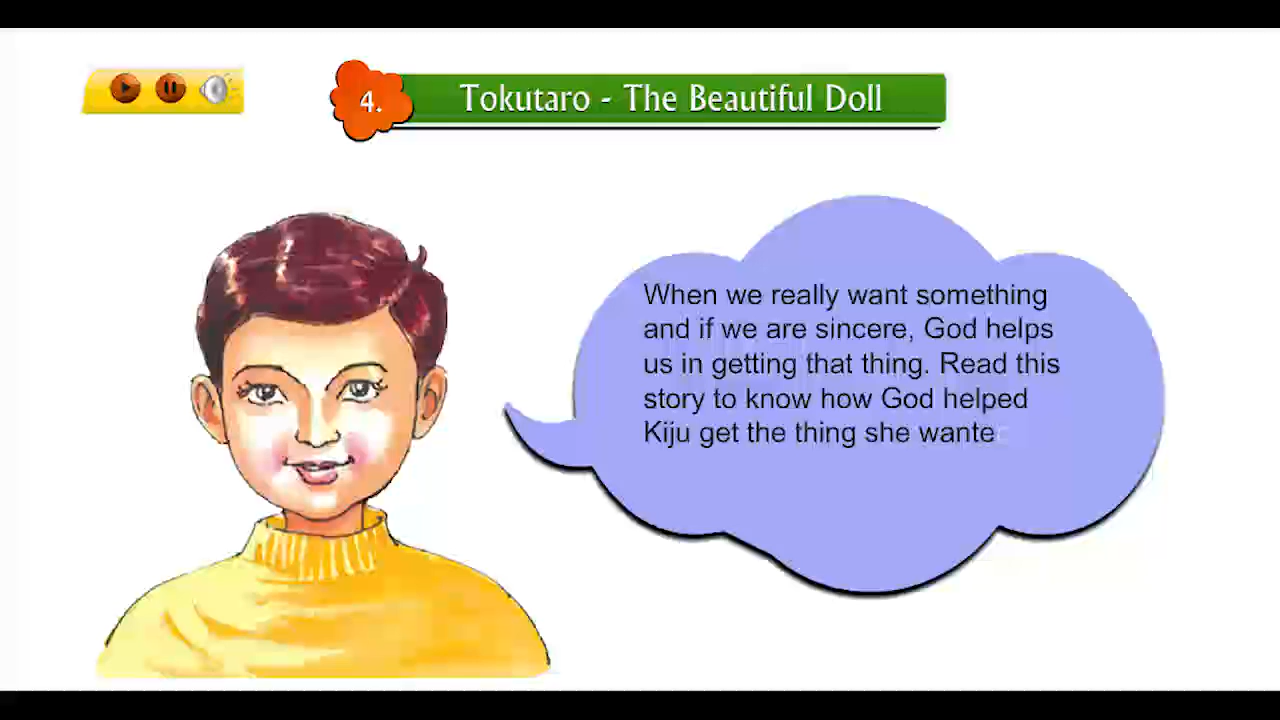 4.
Tokutaro - The Beautiful Doll
When we really want something
and if we are sincere, God helps
us in getting that thing. Read this
story to know how God helped
Kiju get the thing she wante